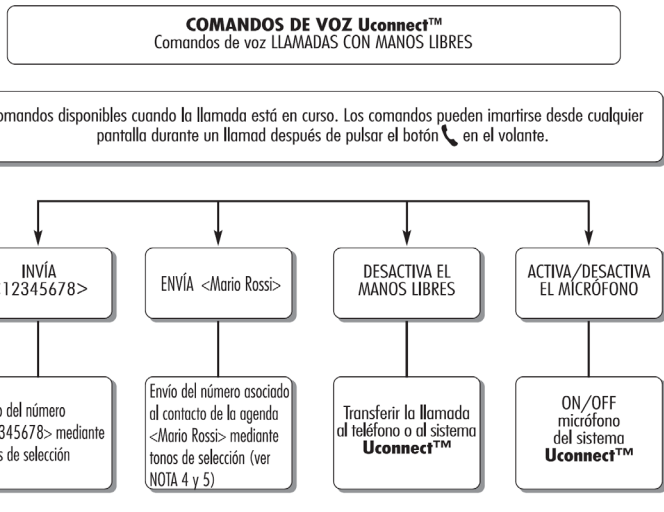 COMANDOS DE VOZ Uconnect™
Comandos de voz LLAMADAS CON MANOS LIBRES
omandos disponibles cuando la llamada está en curso. Los comandos pueden imartirse desde cualquier
pantalla durante un llamad después de pulsar el botón en el volante.
INVÍA
12345678>
ENVÍA <Mario Rossi>
DESACTIVA EL
MANOS LIBRES
ACTIVA/DESACTIVA
EL MÍCRÓFONO
o del número
345678> mediante
s de selección
Envío del número asociado
al contacto de la agenda
<Mario Rossi> mediante
tonos de selección (ver
NOTA 4 y 5)
Transferir la llamada
al teléfono o al sistema
Uconnect™
ON/OFF
micrófono
del sistema
Uconnect™